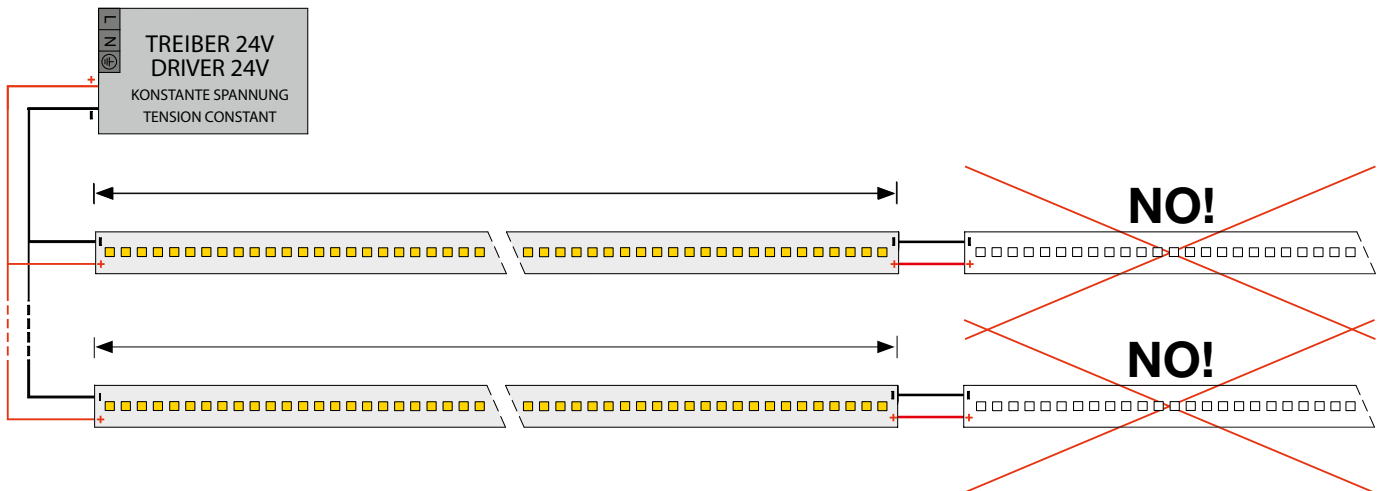 L
N
TREIBER 24V
DRIVER 24V
KONSTANTE SPANNUNG
TENSION CONSTANT
+
-
NO!
- - -
+ + +
NO!
- - -
+ + +